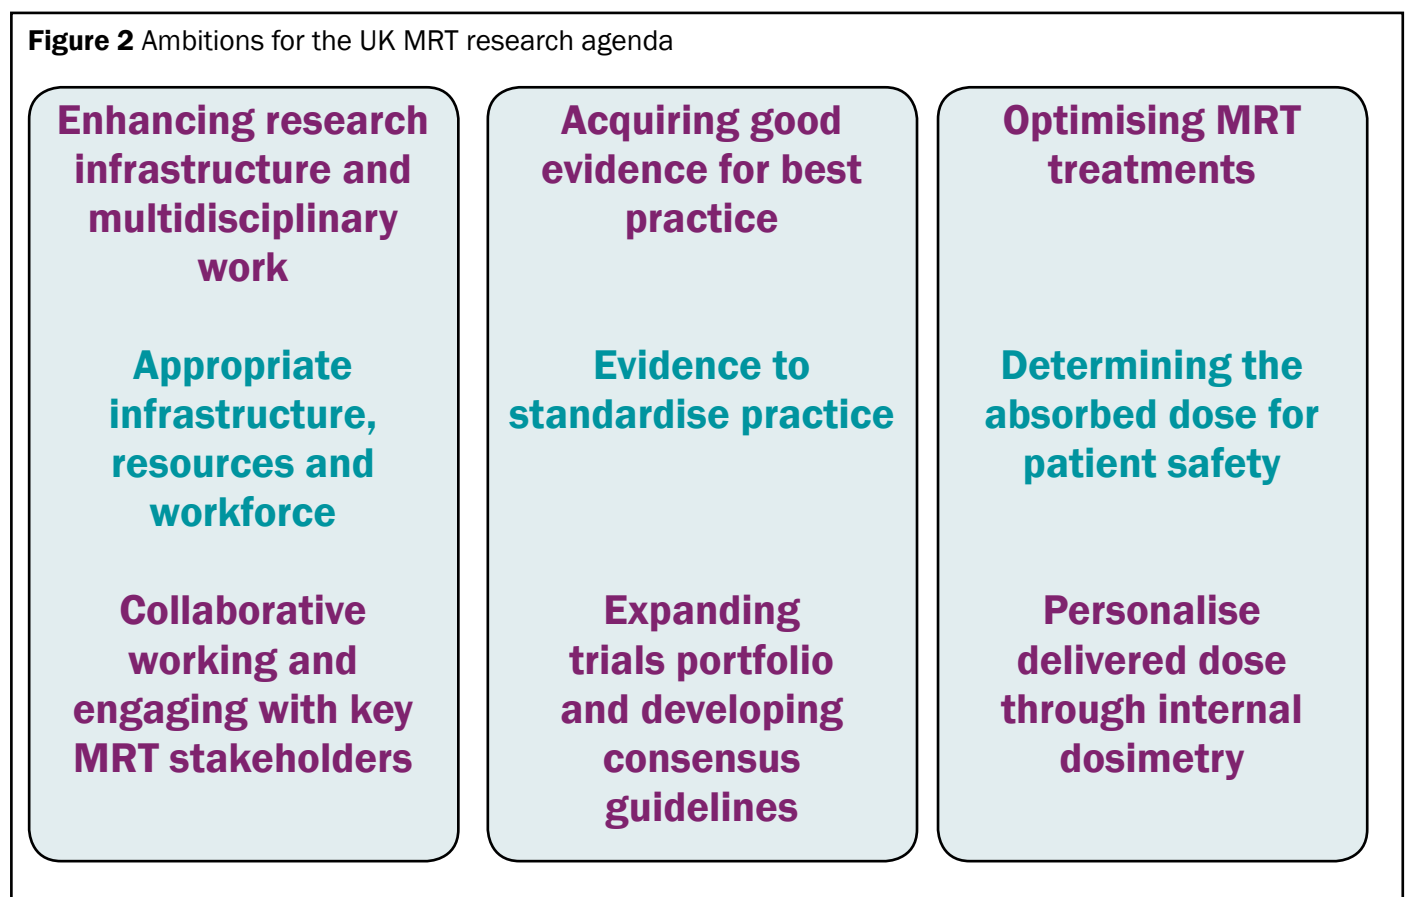 Figure 2 Ambitions for the UK MRT research agenda
Enhancing research
infrastructure and
multidisciplinary
work
Appropriate
infrastructure,
resources and
workforce
Collaborative
working and
engaging with key
MRT stakeholders
Acquiring good
evidence for best
practice
Evidence to
standardise practice
Expanding
trials portfolio
and developing
consensus
guidelines
Optimising MRT
treatments
Determining the
absorbed dose for
patient safety
Personalise
delivered dose
through internal
dosimetry